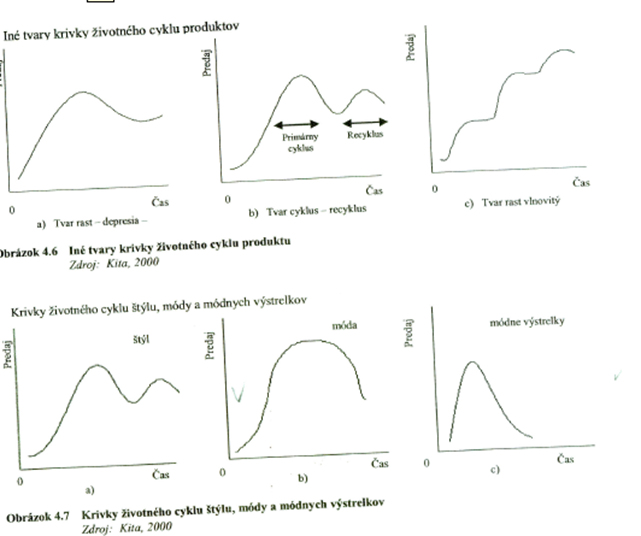 Iné tvary krivky životného cyklu produktov
Predaj
Predaj
Primárny
cyklus
Recyklus
0
Čas
0
Čas
0
Čas
a) Tvar rast – depresia –
b) Tvar cyklus – recyklus
c) Tvar rast vlnovitý
Obrázok 4.6 Iné tvary krivky životného cyklu produktu
Zdroj: Kita, 2000
Krivky životného cyklu štýlu, módy a módnych výstrelkov
Predaj
štýl
Predaj
móda
Predaj
módne výstrelky
0
Čas
0
Čas
0
Čas
a)
b)
c)
Obrázok 4.7 Krivky životného cyklu štýlu, módy a módnych výstrelkov
Zdroj: Kita, 2000